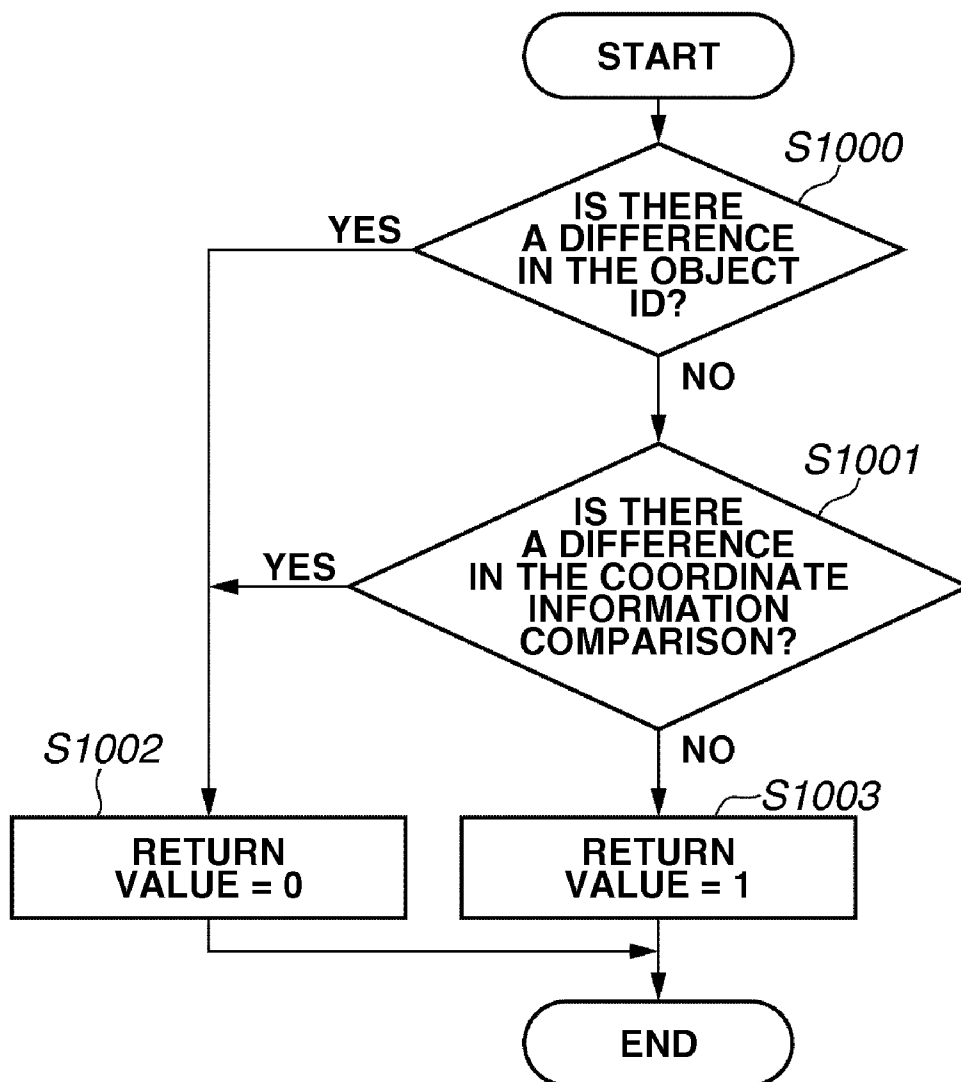 START
S1000
IS THERE
A DIFFERENCE
IN THE OBJECT
ID?
YES
NO
S1001
IS THERE
A DIFFERENCE
IN THE COORDINATE
INFORMATION
COMPARISON?
YES
NO
S1002
RETURN
VALUE = 0
S1003
RETURN
VALUE = 1
END